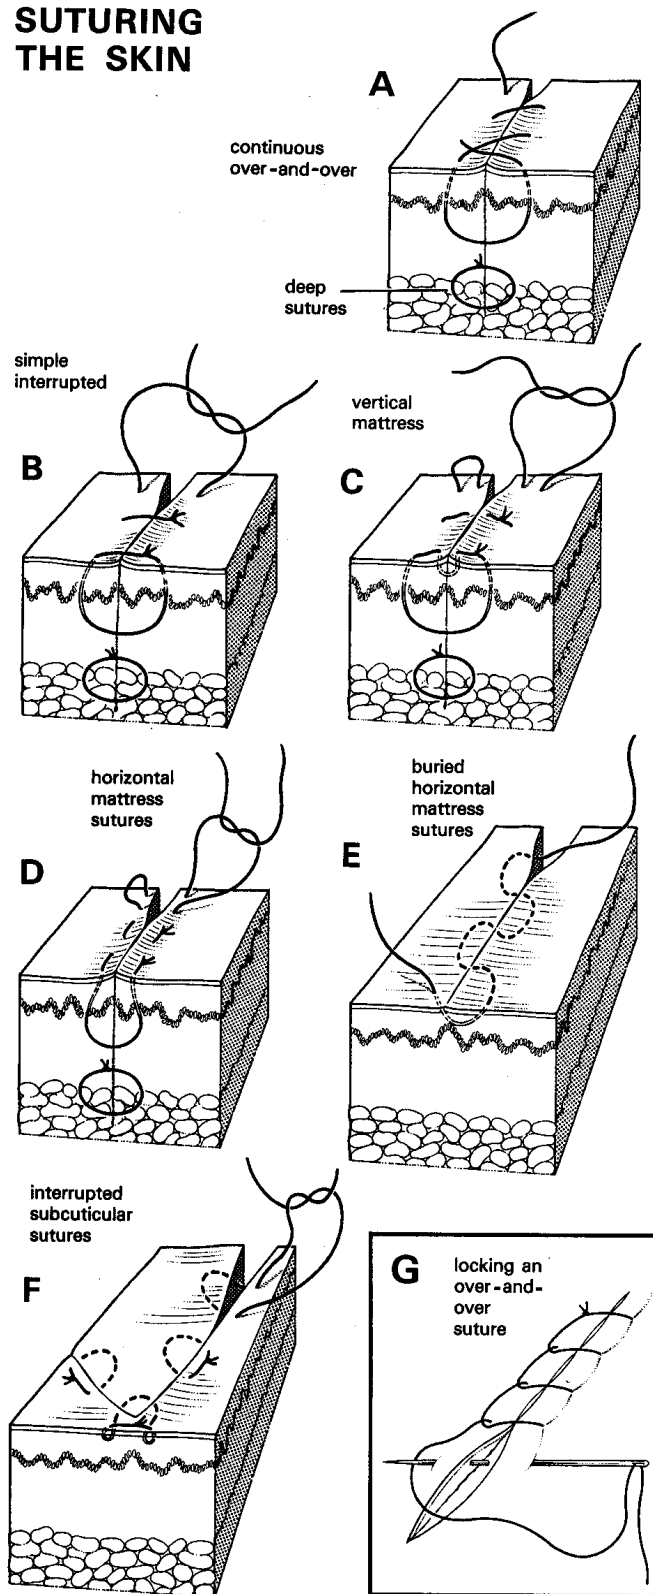 SUTURING
THE SKIN
A
continuous
over-and-over
deep
sutures
simple
interrupted
B
vertical
mattress
C
horizontal
mattress
sutures
D
buried
horizontal
mattress
sutures
E
interrupted
subcuticular
sutures
F
G
locking an
over-and-
over
suture